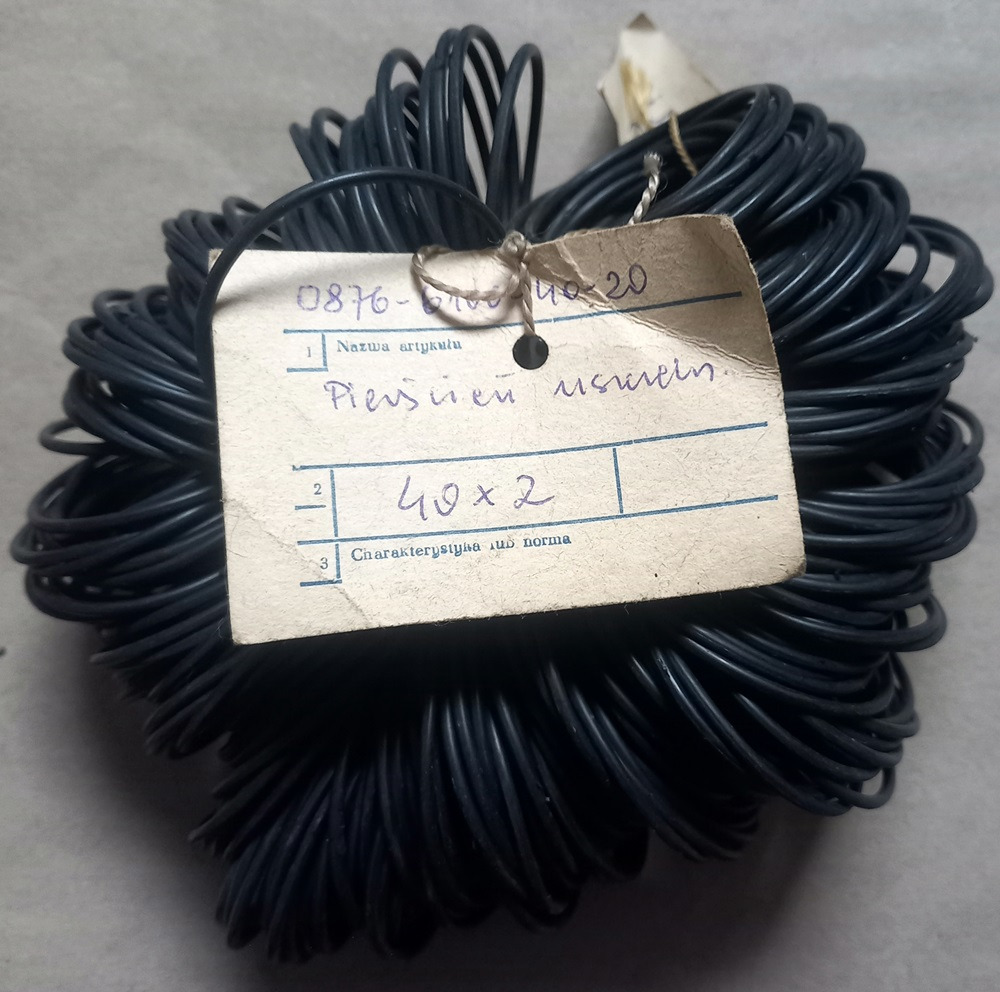 0876- 40-20
1 Nazwa artykułu
Pierścień uszczeln.
2 40 x 2
3 Charakterystyka lub norma